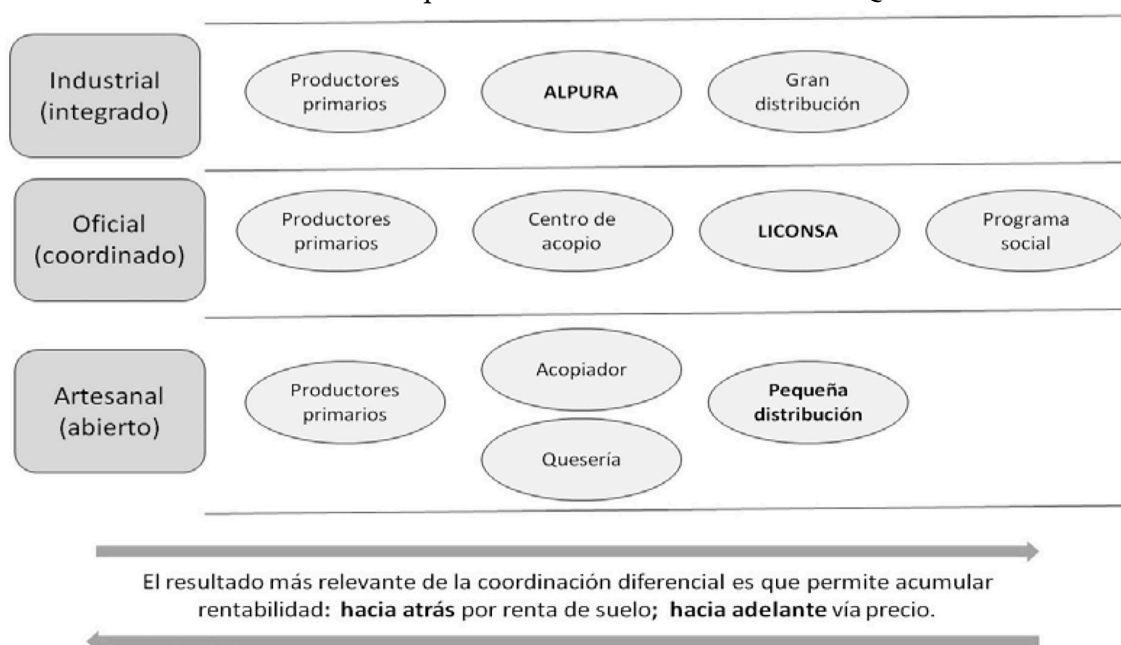 Industrial
(integrado)
Productores
primarios
ALPURA
Gran
distribución
Oficial
(coordinado)
Productores
primarios
Centro de
acopio
LICONSA
Programa
social
Artesanal
(abierto)
Productores
primarios
Acopiador
Quesería
Pequeña
distribución
El resultado más relevante de la coordinación diferencial es que permite acumular
rentabilidad: hacia atrás por renta de suelo; hacia adelante vía precio.